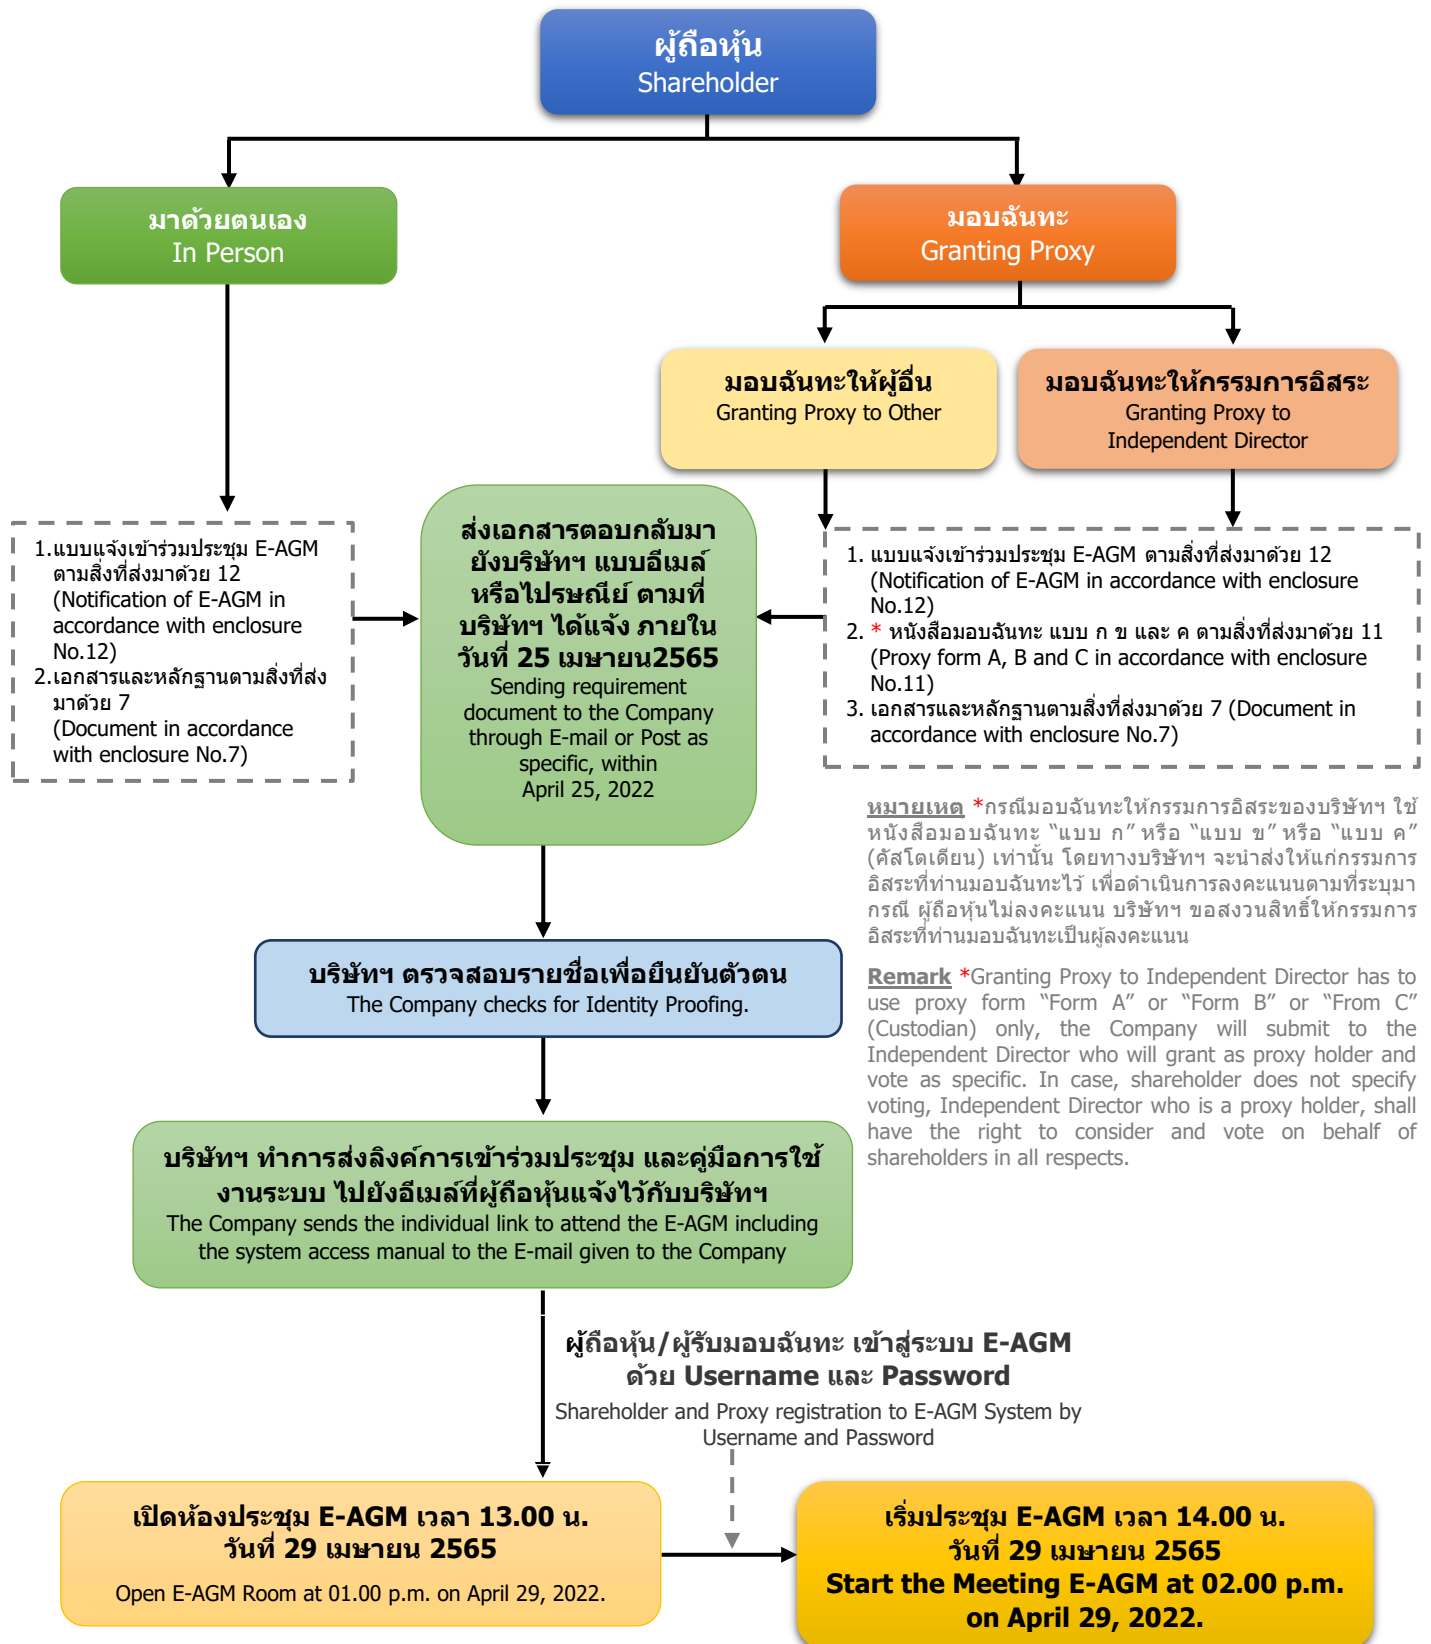 ผู้ถือหุ้น
Shareholder
มาด้วยตนเอง
In Person
มอบฉันทะ
Granting Proxy
มอบฉันทะให้ผู้อื่น
Granting Proxy to Other
มอบฉันทะให้กรรมการอิสระ
Granting Proxy to
Independent Director
1.แบบแจ้งเข้าร่วมประชุม E-AGM
ตามสิ่งที่ส่งมาด้วย 12
(Notification of E-AGM in
accordance with enclosure
No.12)
2.เอกสารและหลักฐานตามสิ่งที่ส่ง
มาด้วย 7
(Document in accordance
with enclosure No.7)
ส่งเอกสารตอบกลับมา
ยังบริษัทฯ แบบอีเมล์
หรือไปรษณีย์ ตามที่
บริษัทฯ ได้แจ้ง ภายใน
วันที่ 25 เมษายน2565
Sending requirement
document to the Company
through E-mail or Post as
specific, within
April 25, 2022
1. แบบแจ้งเข้าร่วมประชุม E-AGM ตามสิ่งที่ส่งมาด้วย 12
(Notification of E-AGM in accordance with enclosure
No.12)
2. * หนังสือมอบฉันทะ แบบ ก ข และ ค ตามสิ่งที่ส่งมาด้วย 11
(Proxy form A, B and C in accordance with enclosure
No.11)
3. เอกสารและหลักฐานตามสิ่งที่ส่งมาด้วย 7 (Document in
accordance with enclosure No.7)
หมายเหตุ *กรณีมอบฉันทะให้กรรมการอิสระของบริษัทฯ ใช้
หนังสือมอบฉันทะ “แบบ ก” หรือ “แบบ ข” หรือ “แบบ ค”
(คัสโตเดียน) เท่านั้น โดยทางบริษัทฯ จะนำส่งให้แก่กรรมการ
อิสระที่ท่านมอบฉันทะไว้ เพื่อดำเนินการลงคะแนนตามที่ระบุมา
กรณี ผู้ถือหุ้นไม่ลงคะแนน บริษัทฯ ขอสงวนสิทธิ์ให้กรรมการ
อิสระที่ท่านมอบฉันทะเป็นผู้ลงคะแนน
Remark *Granting Proxy to Independent Director has to
use proxy form “Form A” or “Form B” or “From C”
(Custodian) only, the Company will submit to the
Independent Director who will grant as proxy holder and
vote as specific. In case, shareholder does not specify
voting, Independent Director who is a proxy holder, shall
have the right to consider and vote on behalf of
shareholders in all respects.
บริษัทฯ ตรวจสอบรายชื่อเพื่อยืนยันตัวตน
The Company checks for Identity Proofing.
บริษัทฯ ทำการส่งลิงค์การเข้าร่วมประชุม และคู่มือการใช้
งานระบบ ไปยังอีเมล์ที่ผู้ถือหุ้นแจ้งไว้กับบริษัทฯ
The Company sends the individual link to attend the E-AGM including
the system access manual to the E-mail given to the Company
ผู้ถือหุ้น/ผู้รับมอบฉันทะ เข้าสู่ระบบ E-AGM
ด้วย Username และ Password
Shareholder and Proxy registration to E-AGM System by
Username and Password
เปิดห้องประชุม E-AGM เวลา 13.00 น.
วันที่ 29 เมษายน 2565
Open E-AGM Room at 01.00 p.m. on April 29, 2022.
เริ่มประชุม E-AGM เวลา 14.00 น.
วันที่ 29 เมษายน 2565
Start the Meeting E-AGM at 02.00 p.m.
on April 29, 2022.